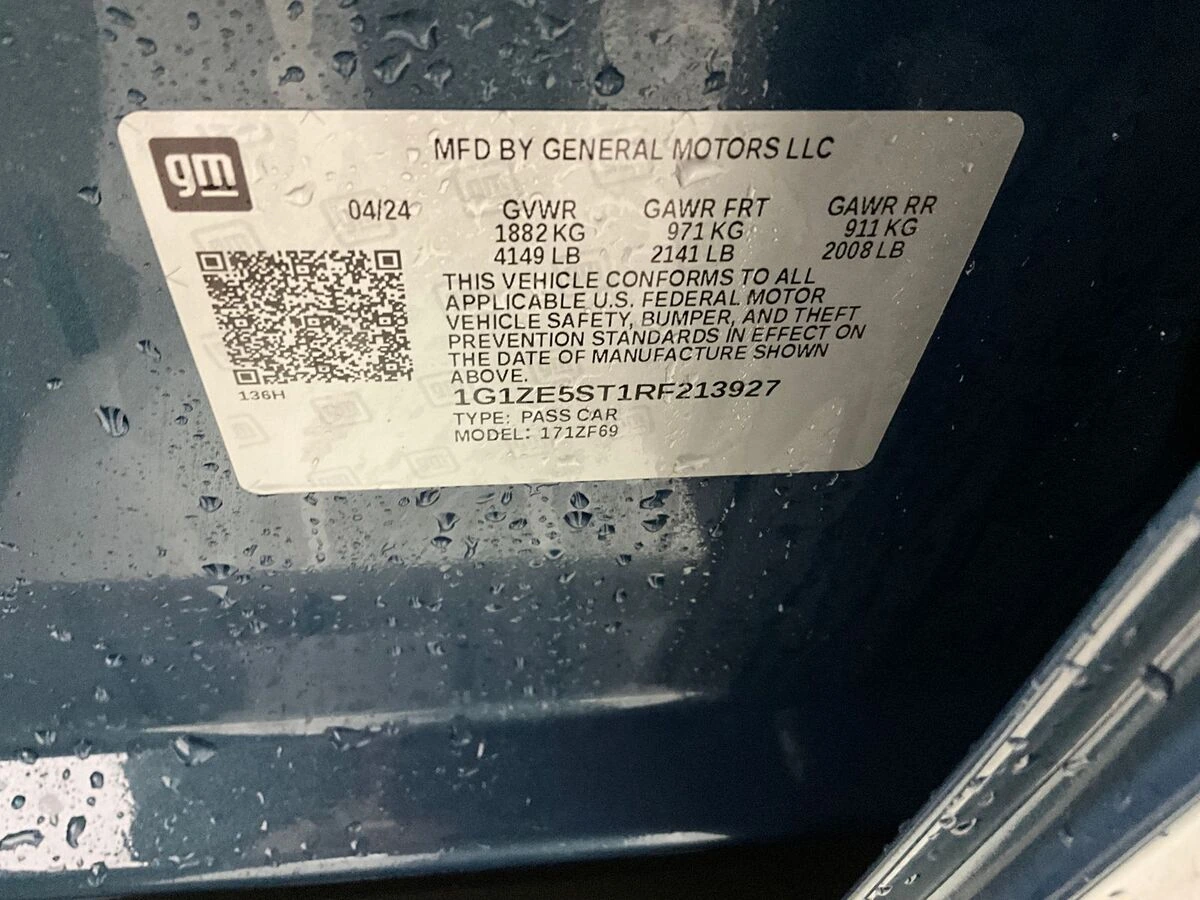 gm
MFD BY GENERAL MOTORS LLC
04/24 GVWR GAWR FRT GAWR RR
1882 KG 971 KG 911 KG
4149 LB 2141 LB 2008 LB
THIS VEHICLE CONFORMS TO ALL
APPLICABLE U.S. FEDERAL MOTOR
VEHICLE SAFETY, BUMPER, AND THEFT
PREVENTION STANDARDS IN EFFECT ON
THE DATE OF MANUFACTURE SHOWN
ABOVE.
136H
1G1ZE5ST1RF213927
TYPE: PASS CAR
MODEL: 171ZF69